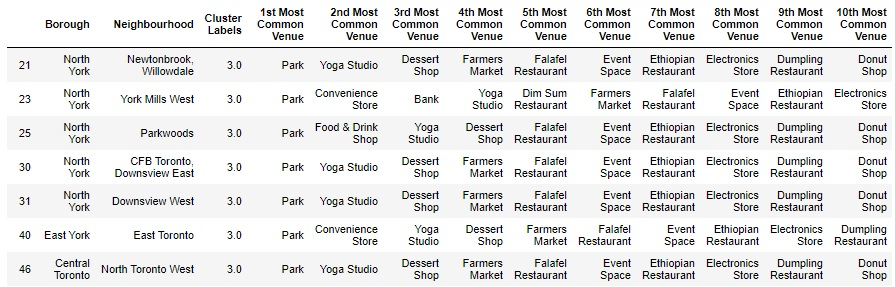 Borough Neighbourhood Cluster Labels 1st Most Common Venue 2nd Most Common Venue 3rd Most Common Venue 4th Most Common Venue 5th Most Common Venue 6th Most Common Venue 7th Most Common Venue 8th Most Common Venue 9th Most Common Venue 10th Most Common Venue
21 North York Newtonbrook, Willowdale 3.0 Park Yoga Studio Dessert Shop Farmers Market Falafel Restaurant Event Space Ethiopian Restaurant Electronics Store Dumpling Restaurant Donut Shop
23 North York York Mills West 3.0 Park Convenience Store Bank Yoga Studio Dim Sum Restaurant Farmers Market Falafel Restaurant Event Space Ethiopian Restaurant Electronics Store
25 North York Parkwoods 3.0 Park Food & Drink Shop Yoga Studio Dessert Shop Falafel Restaurant Event Space Ethiopian Restaurant Electronics Store Dumpling Restaurant Donut Shop
30 North York CFB Toronto, Downsview East 3.0 Park Yoga Studio Dessert Shop Farmers Market Falafel Restaurant Event Space Ethiopian Restaurant Electronics Store Dumpling Restaurant Donut Shop
31 North York Downsview West 3.0 Park Yoga Studio Dessert Shop Farmers Market Falafel Restaurant Event Space Ethiopian Restaurant Electronics Store Dumpling Restaurant Donut Shop
40 East York East Toronto 3.0 Park Convenience Store Yoga Studio Dessert Shop Farmers Market Falafel Restaurant Event Space Ethiopian Restaurant Electronics Store Dumpling Restaurant
46 Central Toronto North Toronto West 3.0 Park Yoga Studio Dessert Shop Farmers Market Falafel Restaurant Event Space Ethiopian Restaurant Electronics Store Dumpling Restaurant Donut Shop